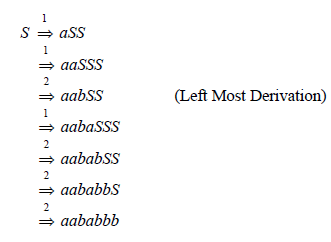 1
S ⇒ aSS
1
⇒ aaSSS
2
⇒ aabSS (Left Most Derivation)
1
⇒ aabaSSS
2
⇒ aababSS
2
⇒ aababbS
2
⇒ aababbb